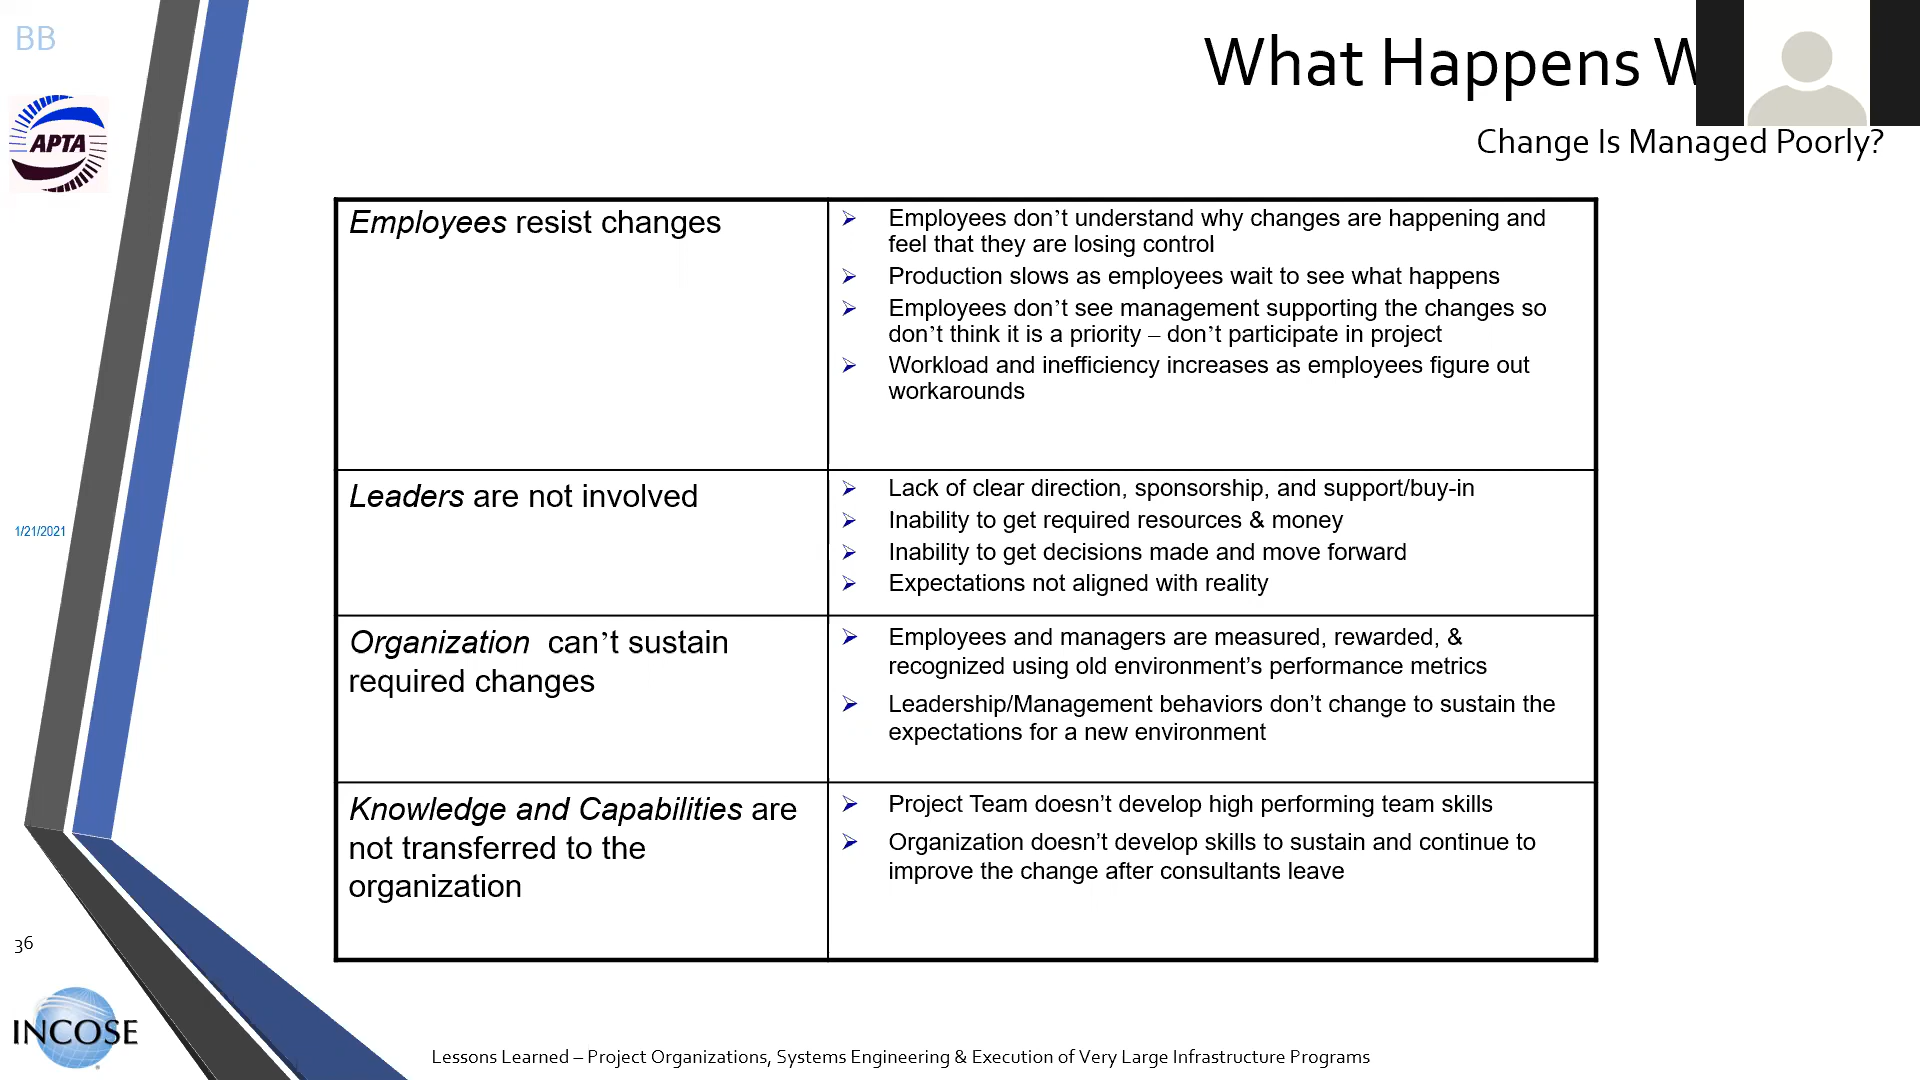 BB
What Happens
Change Is Managed Poorly?
APTA
Employees resist changes
➢ Employees don’t understand why changes are happening and
feel that they are losing control
➢ Production slows as employees wait to see what happens
➢ Employees don’t see management supporting the changes so
don’t think it is a priority – don’t participate in project
➢ Workload and inefficiency increases as employees figure out
workarounds
Leaders are not involved
➢ Lack of clear direction, sponsorship, and support/buy-in
➢ Inability to get required resources & money
➢ Inability to get decisions made and move forward
➢ Expectations not aligned with reality
1/21/2021
Organization can’t sustain
required changes
➢ Employees and managers are measured, rewarded, &
recognized using old environment’s performance metrics
➢ Leadership/Management behaviors don’t change to sustain the
expectations for a new environment
Knowledge and Capabilities are
not transferred to the
organization
➢ Project Team doesn’t develop high performing team skills
➢ Organization doesn’t develop skills to sustain and continue to
improve the change after consultants leave
36
INCOSE
Lessons Learned – Project Organizations, Systems Engineering & Execution of Very Large Infrastructure Programs